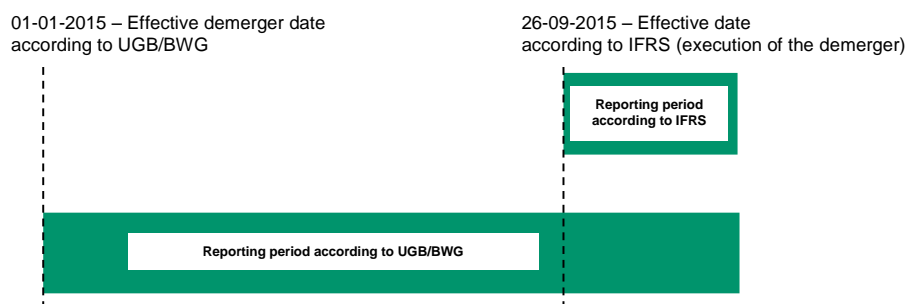 01-01-2015 – Effective demerger date
according to UGB/BWG
26-09-2015 – Effective date
according to IFRS (execution of the demerger)
Reporting period
according to IFRS
Reporting period according to UGB/BWG